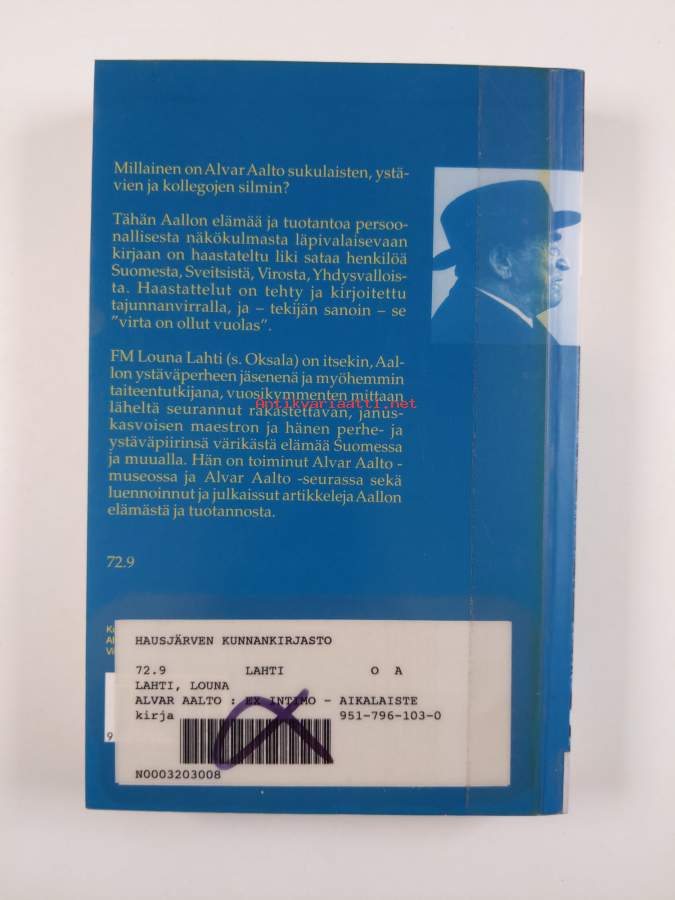 Millainen on Alvar Aalto sukulaisten, ystä-
vien ja kollegojen silmin?
Tähän Aallon elämää ja tuotantoa persoo-
nallisesta näkökulmasta läpivalaisevaan
kirjaan on haastateltu liki sataa henkilöä
Suomesta, Sveitsistä, Virosta, Yhdysvallois-
ta. Haastattelut on tehty ja kirjoitettu
tajunnanvirralla, ja – tekijän sanoin – se
"virta on ollut vuolas".
FM Louna Lahti (s. Oksala) on itsekin, Aal-
lon ystäväperheen jäsenenä ja myöhemmin
taiteentutkijana, vuosikymmenten mittaan
läheltä seurannut rakastettavan, janus-
kasvoisen maestron ja hänen perhe- ja
ystäväpiirinsä värikästä elämää Suomessa
ja muualla. Hän on toiminut Alvar Aalto -
museossa ja Alvar Aalto -seurassa sekä
luennoinnut ja julkaissut artikkeleja Aallon
elämästä ja tuotannosta.
Antikvariaatti.net
72.9
HAUSJÄRVEN KUNNANKIRJASTO
72.9 LAHTI O A
LAHTI, LOUNA
ALVAR AALTO : EX INTIMO - AIKALAISTE
kirja 951-796-103-0
N0003203008
9